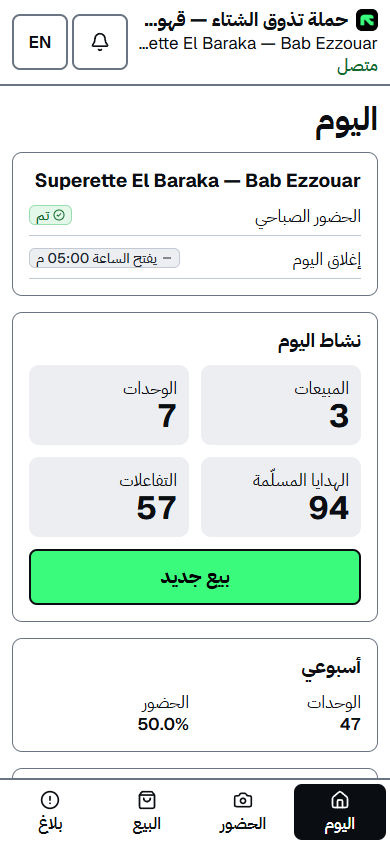 حملة تذوق الشتاء — قهو...
...ette El Baraka — Bab Ezzouar
متصل
EN
اليوم
Superette El Baraka — Bab Ezzouar
الحضور الصباحي
تم
إغلاق اليوم
يفتح الساعة 05:00 م
نشاط اليوم
المبيعات
3
الوحدات
7
الهدايا المسلّمة
94
التفاعلات
57
بيع جديد
أسبوعي
الوحدات
47
الحضور
50.0%
اليوم
الحضور
البيع
بلاغ